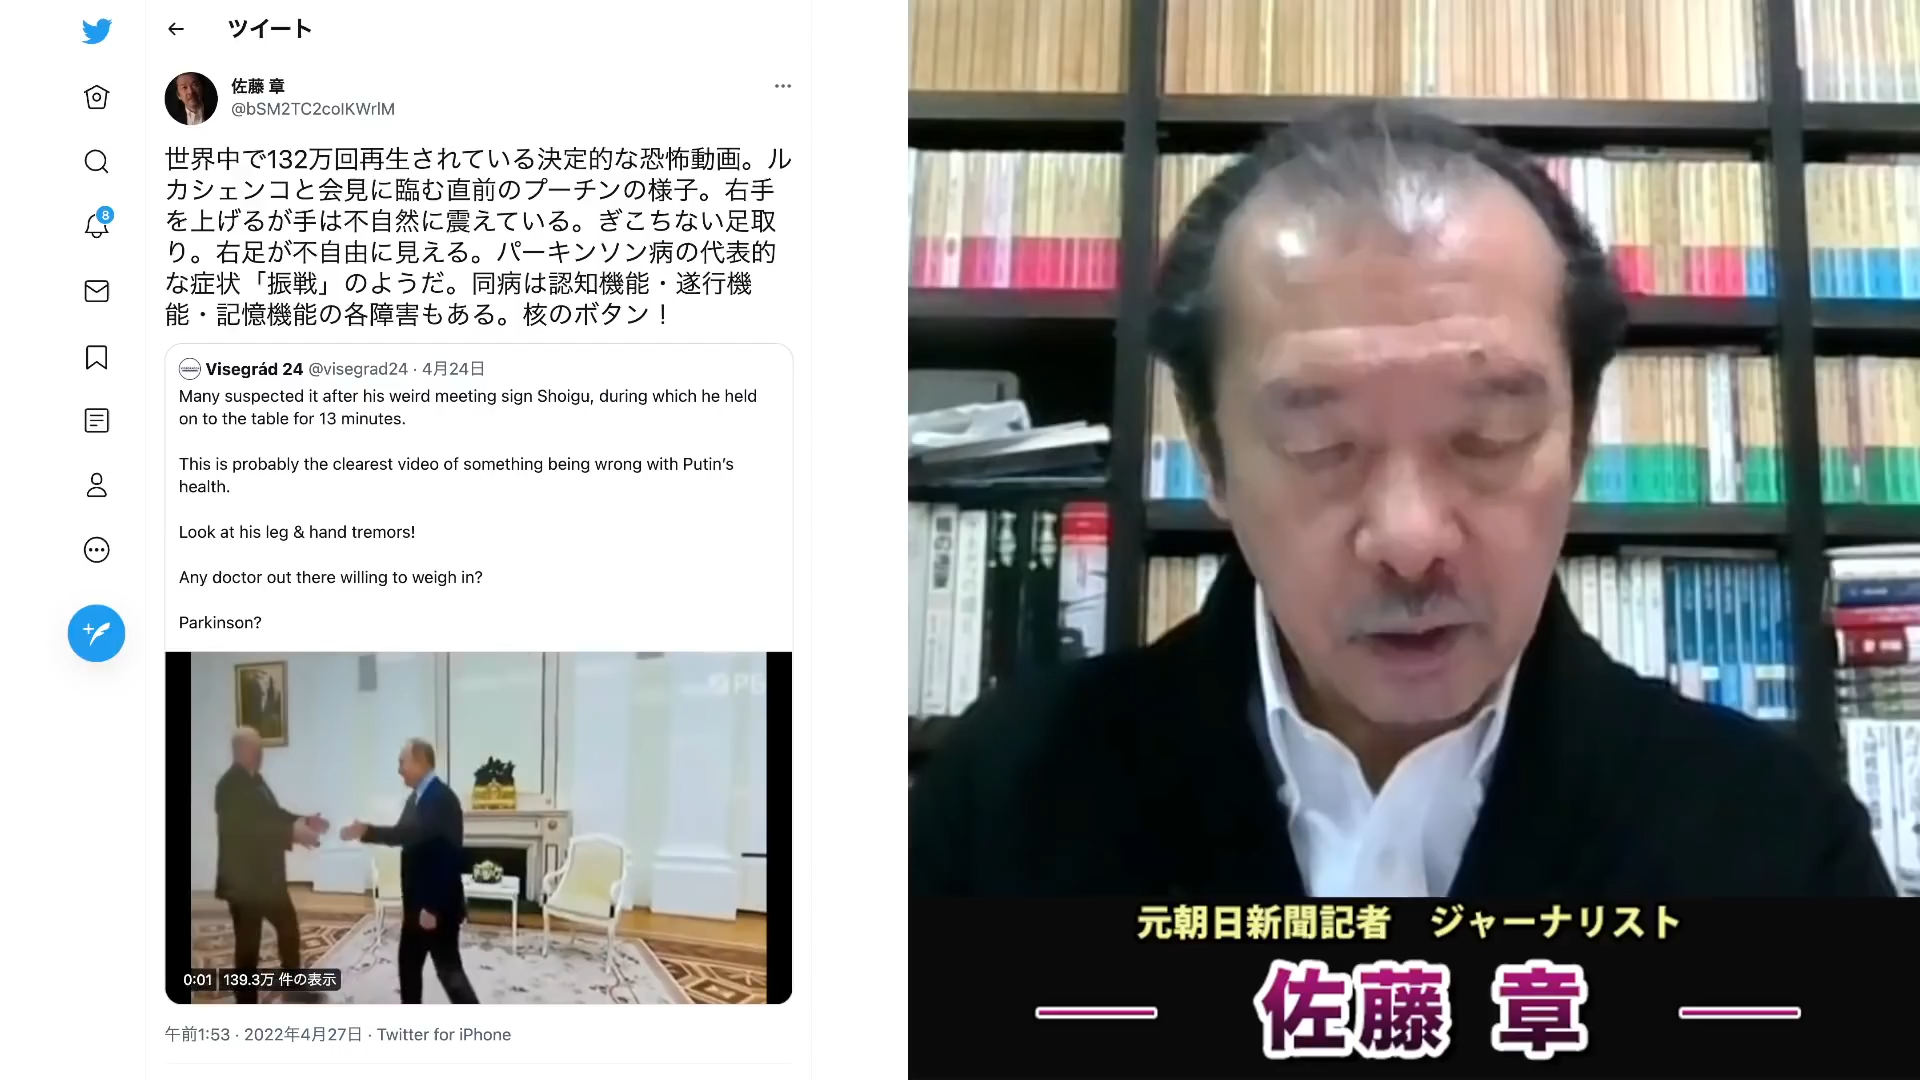 ツイート
佐藤 章
@bSM2TC2coIKWrlM
世界中で132万回再生されている決定的な恐怖動画。ル
カシェンコと会見に臨む直前のプーチンの様子。右手
を上げるが手は不自然に震えている。ぎこちない足取
り。右足が不自由に見える。パーキンソン病の代表的
な症状「振戦」のようだ。同病は認知機能・遂行機
能・記憶機能の各障害もある。核のボタン！
8
Visegrád 24 @visegrad24 · 4月24日
Many suspected it after his weird meeting sign Shoigu, during which he held
on to the table for 13 minutes.
This is probably the clearest video of something being wrong with Putin's
health.
Look at his leg & hand tremors!
Any doctor out there willing to weigh in?
Parkinson?
0:01 139.3万 件の表示
午前1:53 · 2022年4月27日 · Twitter for iPhone
元朝日新聞記者　ジャーナリスト
佐藤 章